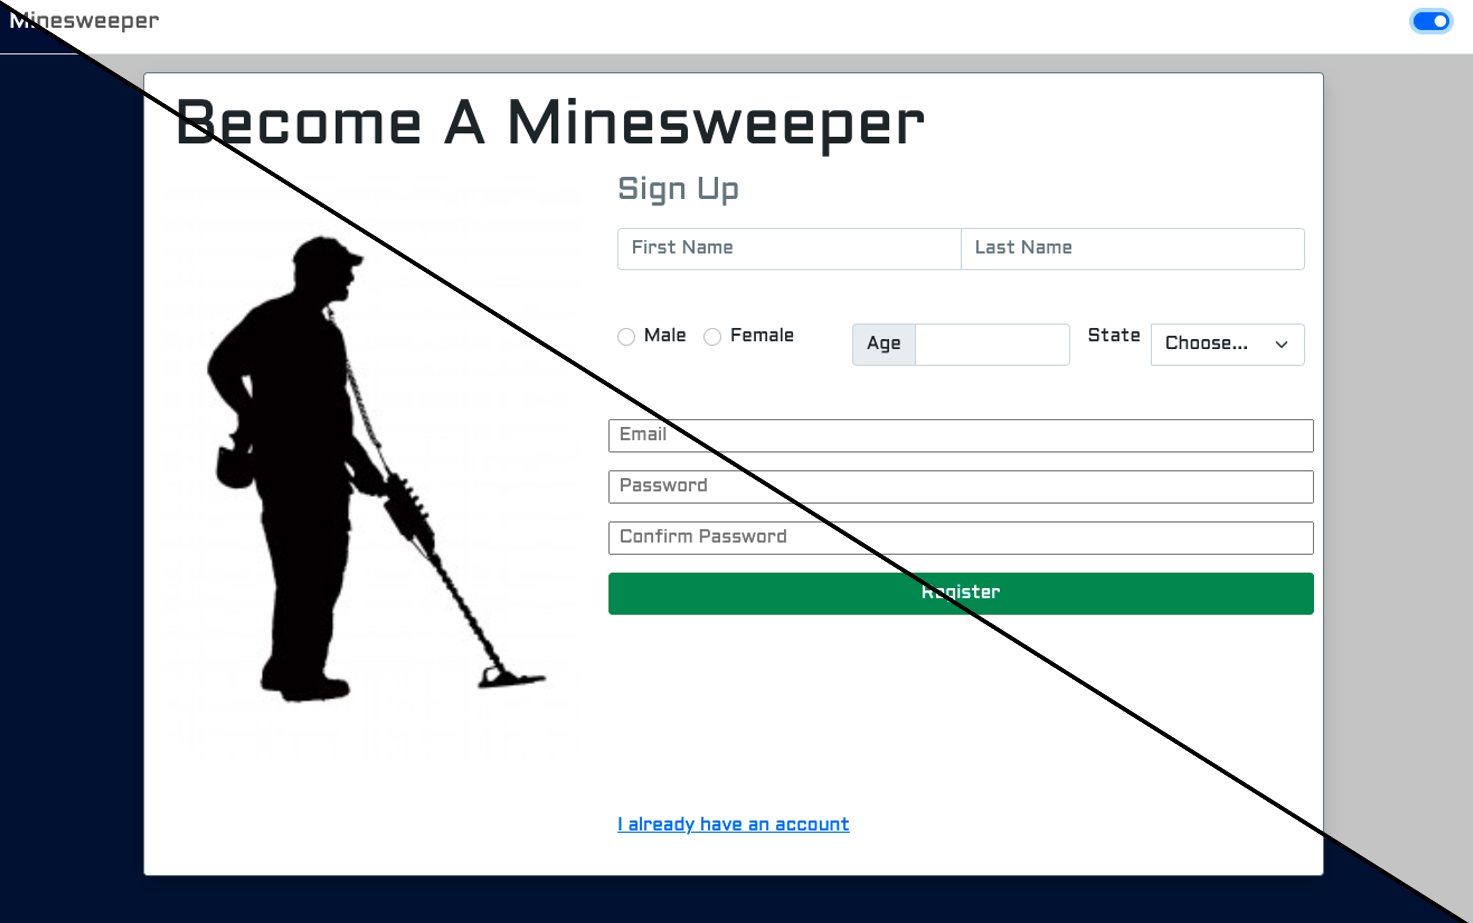 Minesweeper
Become A Minesweeper
Sign Up
First Name Last Name
Male Female Age State Choose...
Email
Password
Confirm Password
Register
I already have an account